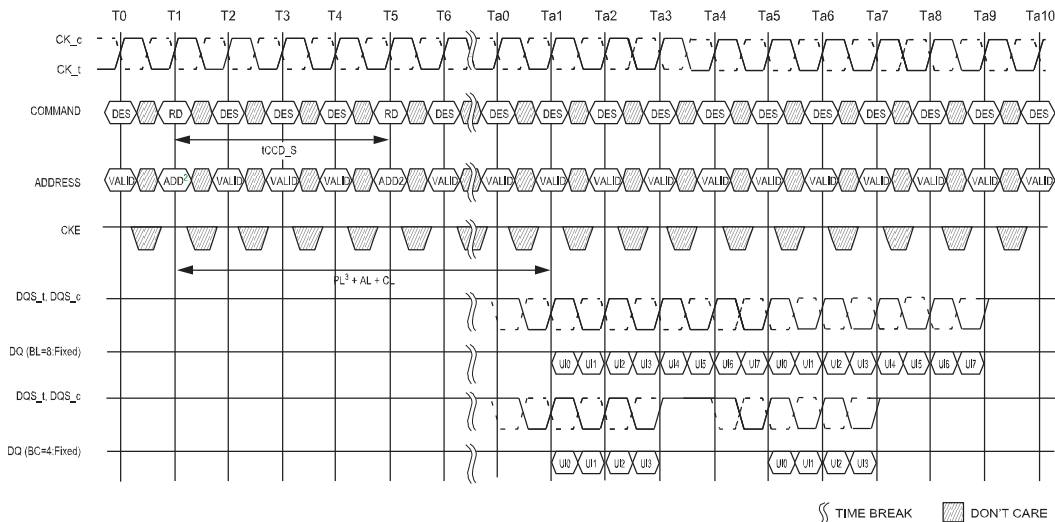 T0 T1 T2 T3 T4 T5 T6 Ta0 Ta1 Ta2 Ta3 Ta4 Ta5 Ta6 Ta7 Ta8 Ta9 Ta10
CK_c
CK_t
COMMAND DES RD DES DES DES RD DES DES DES DES DES DES DES DES DES DES DES DES
tCCD_S
ADDRESS VALID ADD² VALID VALID VALID ADD2 VALID VALID VALID VALID VALID VALID VALID VALID VALID VALID VALID VALID
CKE
PL³ + AL + CL
DQS_t, DQS_c
DQ (BL=8:Fixed) UI0 UI1 UI2 UI3 UI4 UI5 UI6 UI7 UI0 UI1 UI2 UI3 UI4 UI5 UI6 UI7
DQS_t, DQS_c
DQ (BC=4:Fixed) UI0 UI1 UI2 UI3 UI0 UI1 UI2 UI3
TIME BREAK DON'T CARE